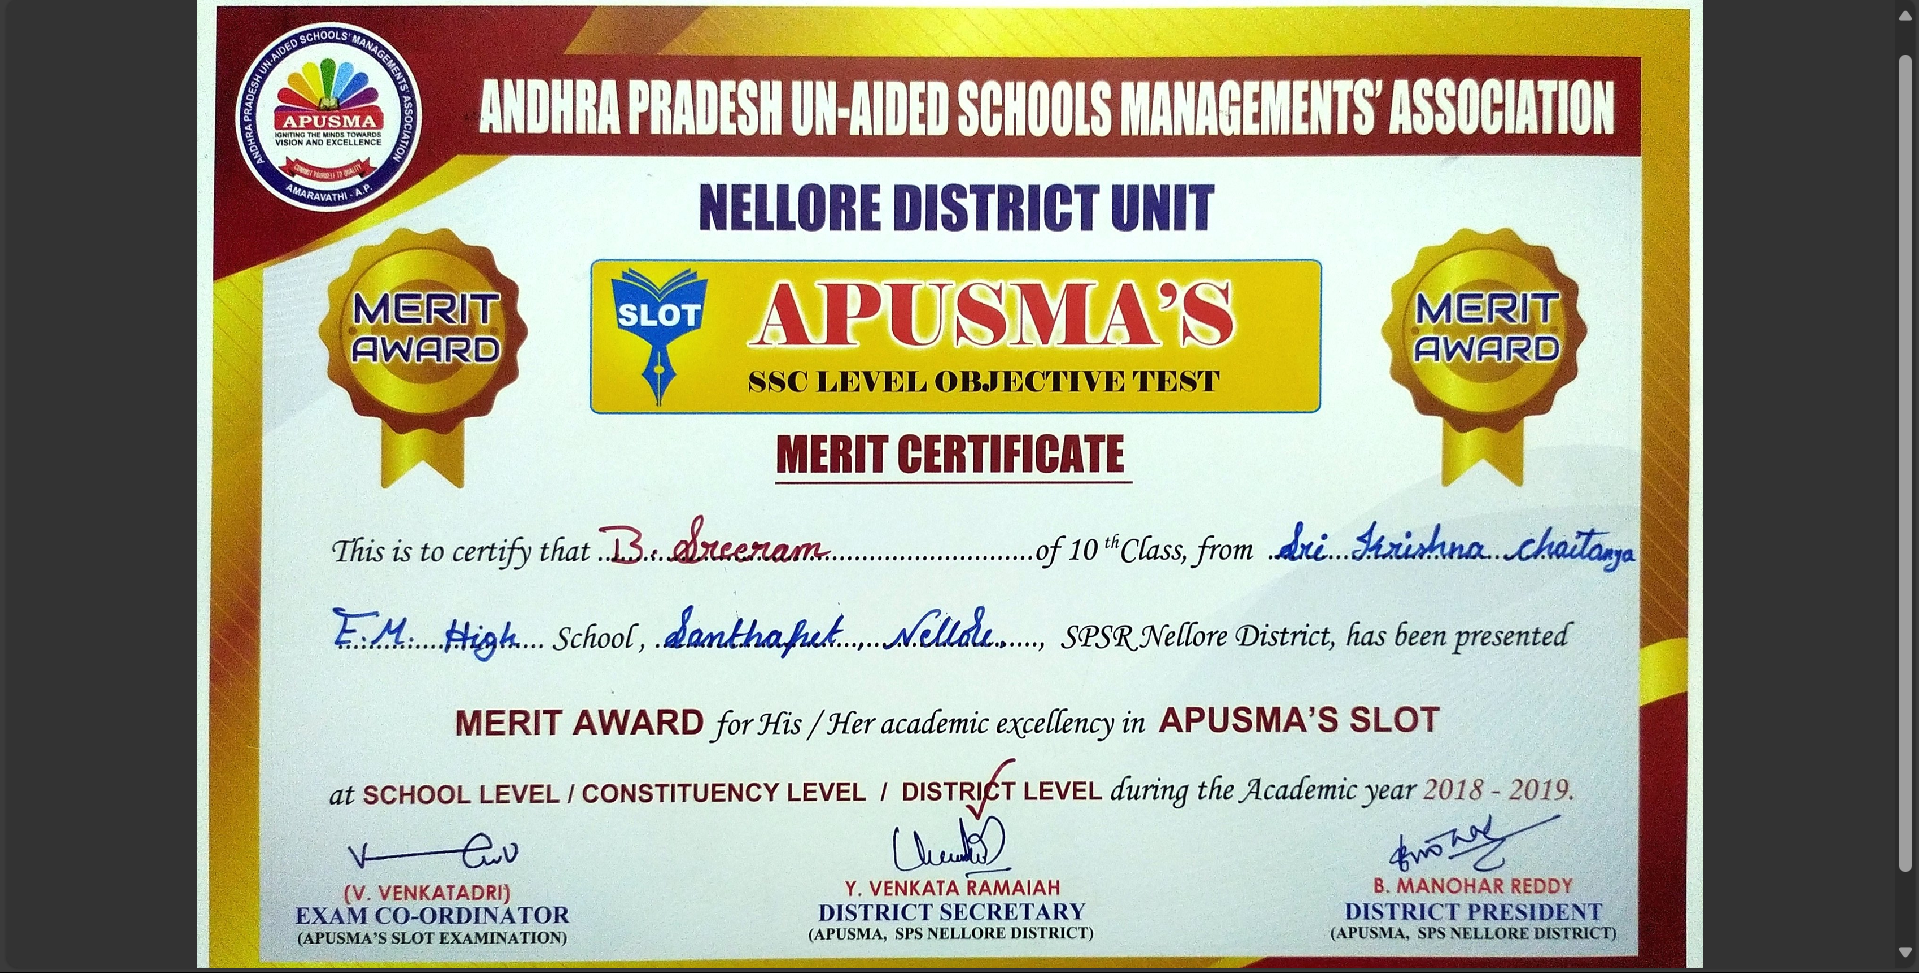 ANDHRA PRADESH UN-AIDED SCHOOLS' MANAGEMENTS' ASSOCIATION
APUSMA
IGNITING THE MINDS TOWARDS
VISION AND EXCELLENCE
COMMIT YOURSELF TO QUALITY
AMARAVATHI - A.P.
ANDHRA PRADESH UN-AIDED SCHOOLS MANAGEMENTS' ASSOCIATION
NELLORE DISTRICT UNIT
MERIT
AWARD
SLOT
APUSMA'S
SSC LEVEL OBJECTIVE TEST
MERIT
AWARD
MERIT CERTIFICATE
This is to certify that B. Sreeram of 10 th Class, from Sri Krishna Chaitanya
E.M. High School, Santhapet, Nellore, SPSR Nellore District, has been presented
MERIT AWARD for His / Her academic excellency in APUSMA'S SLOT
at SCHOOL LEVEL / CONSTITUENCY LEVEL / DISTRICT LEVEL during the Academic year 2018 - 2019.
(V. VENKATADRI)
EXAM CO-ORDINATOR
(APUSMA'S SLOT EXAMINATION)
Y. VENKATA RAMAIAH
DISTRICT SECRETARY
(APUSMA, SPS NELLORE DISTRICT)
B. MANOHAR REDDY
DISTRICT PRESIDENT
(APUSMA, SPS NELLORE DISTRICT)